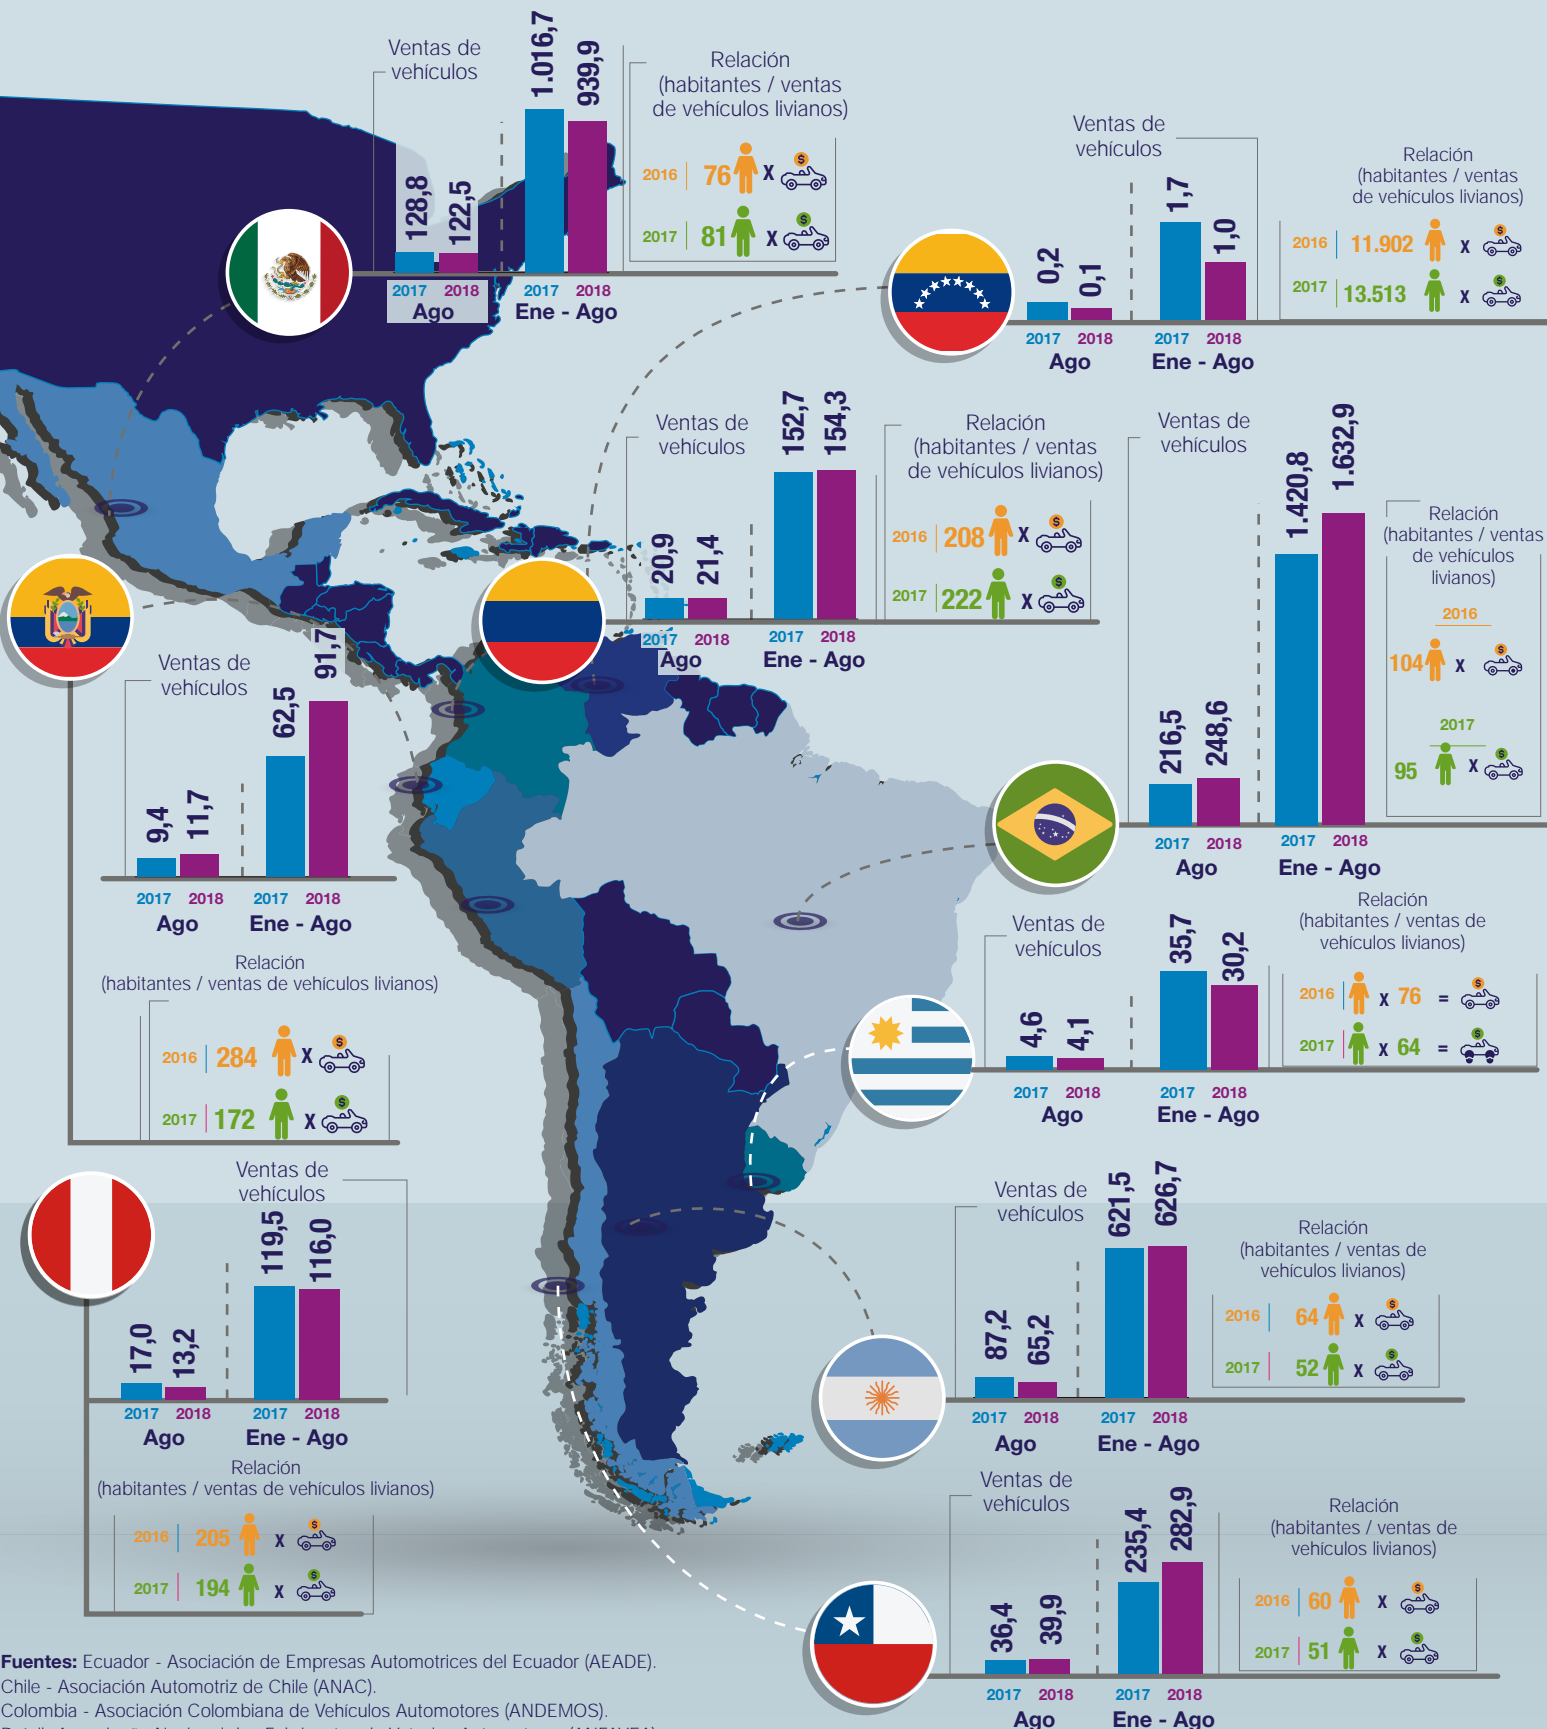 Ventas de
vehículos
128,8
122,5
1.016,7
939,9
2017 2018
Ago
2017 2018
Ene - Ago
Relación
(habitantes / ventas
de vehículos livianos)
2016 76 X $
2017 81 X $
Ventas de
vehículos
0,2
0,1
1,7
1,0
2017 2018
Ago
2017 2018
Ene - Ago
Relación
(habitantes / ventas
de vehículos livianos)
2016 11.902 X $
2017 13.513 X $
Ventas de
vehículos
20,9
21,4
152,7
154,3
2017 2018
Ago
2017 2018
Ene - Ago
Relación
(habitantes / ventas
de vehículos livianos)
2016 208 X $
2017 222 X $
Ventas de
vehículos
216,5
248,6
1.420,8
1.632,9
2017 2018
Ago
2017 2018
Ene - Ago
Relación
(habitantes / ventas
de vehículos
livianos)
2016
104 X $
2017
95 X $
Ventas de
vehículos
9,4
11,7
62,5
91,7
2017 2018
Ago
2017 2018
Ene - Ago
Relación
(habitantes / ventas de vehículos livianos)
2016 284 X $
2017 172 X $
Ventas de
vehículos
4,6
4,1
35,7
30,2
2017 2018
Ago
2017 2018
Ene - Ago
Relación
(habitantes / ventas de
vehículos livianos)
2016 X 76 = $
2017 X 64 = $
Ventas de
vehículos
17,0
13,2
119,5
116,0
2017 2018
Ago
2017 2018
Ene - Ago
Relación
(habitantes / ventas de vehículos livianos)
2016 205 X $
2017 194 X $
Ventas de
vehículos
87,2
65,2
621,5
626,7
2017 2018
Ago
2017 2018
Ene - Ago
Relación
(habitantes / ventas de
vehículos livianos)
2016 64 X $
2017 52 X $
Ventas de
vehículos
36,4
39,9
235,4
282,9
2017 2018
Ago
2017 2018
Ene - Ago
Relación
(habitantes / ventas de
vehículos livianos)
2016 60 X $
2017 51 X $
Fuentes: Ecuador - Asociación de Empresas Automotrices del Ecuador (AEADE).
Chile - Asociación Automotriz de Chile (ANAC).
Colombia - Asociación Colombiana de Vehículos Automotores (ANDEMOS).